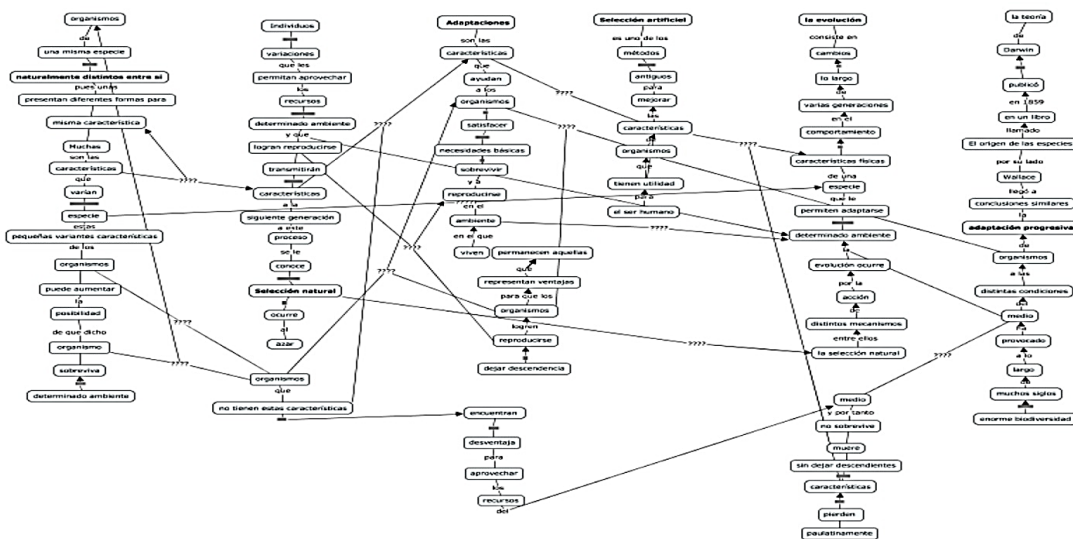 organismos
de
una misma especie
naturalmente distintos entre sí
pues unas
presentan diferentes formas para
misma característica
Muchas
son las
características
que
varían
especie
estas
pequeñas variantes características
de los
organismos
puede aumentar
la
posibilidad
de que dicho
organismo
sobreviva
determinado ambiente
Individuos
variaciones
que les
permitan aprovechar
los
recursos
determinado ambiente
y que
logran reproducirse
transmitirán
características
a la
siguiente generación
a este
proceso
se le
conoce
Selección natural
ocurre
al
azar
organismos
que
no tienen estas características
Adaptaciones
son las
características
que
ayudan
a los
organismos
satisfacer
necesidades básicas
sobrevivir
y a
reproducirse
en el
ambiente
en el que
viven
permanecen aquellas
que
representan ventajas
para que los
organismos
logren
reproducirse
dejar descendencia
encuentran
desventaja
para
aprovechar
los
recursos
del
Selección artificiel
es uno de los
métodos
antiguos
para
mejorar
las
características
de
organismos
que
tienen utilidad
para
el ser humano
la evolución
consiste en
cambios
lo largo
de
varias generaciones
en el
comportamiento
características físicas
de una
especie
que le
permiten adaptarse
determinado ambiente
la
evolución ocurre
por la
acción
de
distintos mecanismos
entre ellos
la selección natural
medio
y por tanto
no sobrevive
muere
sin dejar descendientes
características
pierden
paulatinamente
la teoría
de
Darwin
publicó
en 1859
en un libro
llamado
El origen de las especies
por su lado
Wallace
llegó a
conclusiones similares
la
adaptación progresiva
de
organismos
a las
distintas condiciones
del
medio
ha
provocado
a lo
largo
de
muchos siglos
enorme biodiversidad
????
????
????
????
????
????
????
????
????
????
????
????